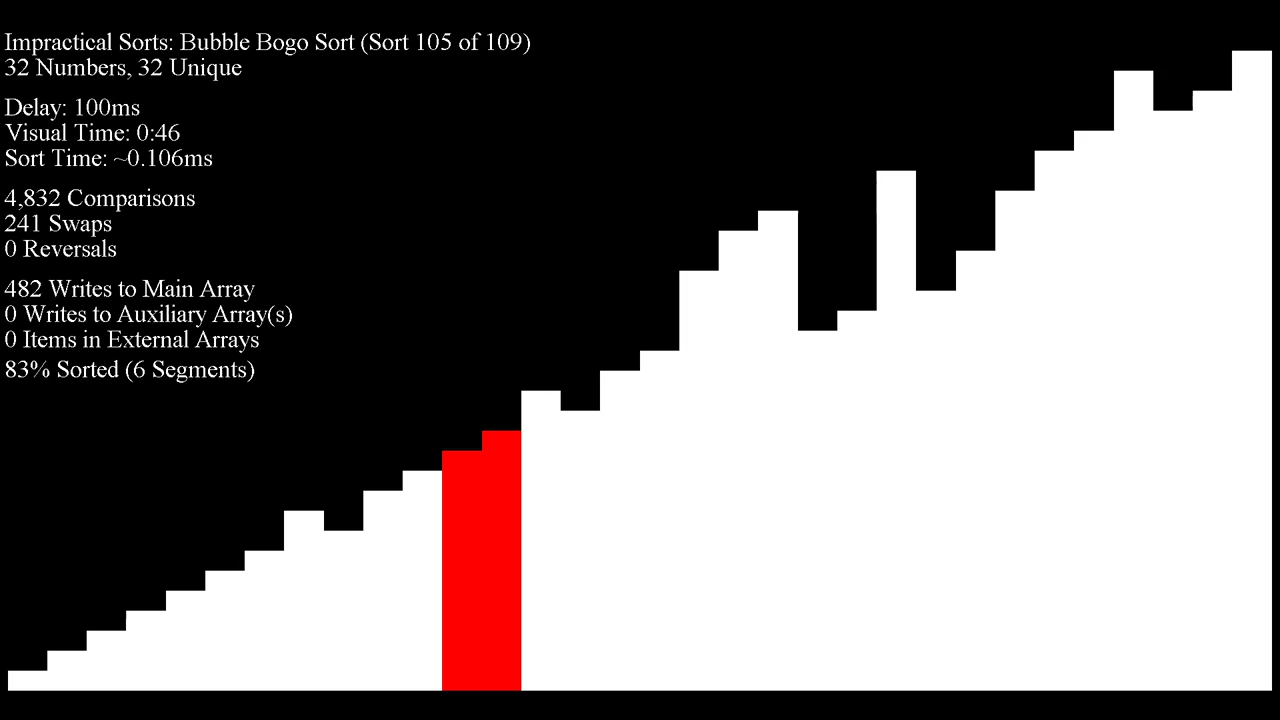 Impractical Sorts: Bubble Bogo Sort (Sort 105 of 109)
32 Numbers, 32 Unique
Delay: 100ms
Visual Time: 0:46
Sort Time: ~0.106ms
4,832 Comparisons
241 Swaps
0 Reversals
482 Writes to Main Array
0 Writes to Auxiliary Array(s)
0 Items in External Arrays
83% Sorted (6 Segments)